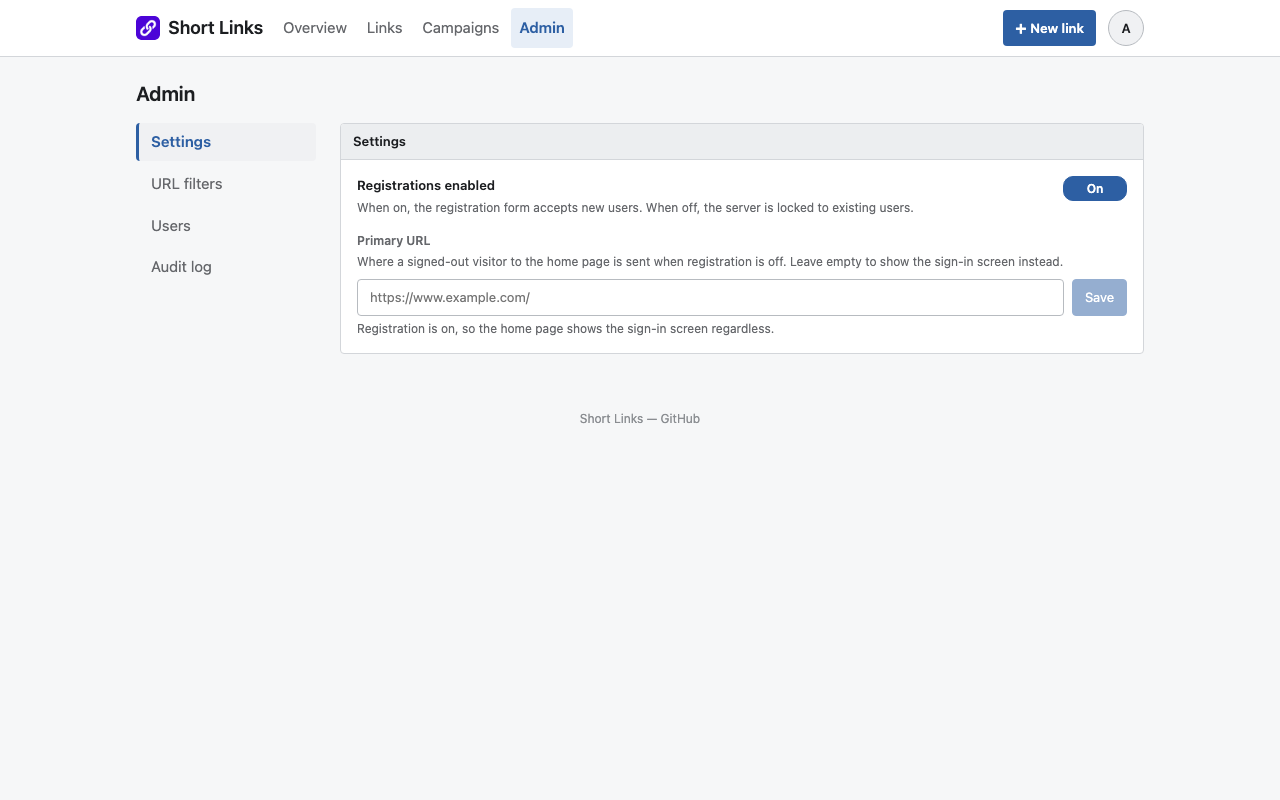 Short Links
Overview
Links
Campaigns
Admin
+ New link
A
Admin
Settings
URL filters
Users
Audit log
Settings
Registrations enabled
On
When on, the registration form accepts new users. When off, the server is locked to existing users.
Primary URL
Where a signed-out visitor to the home page is sent when registration is off. Leave empty to show the sign-in screen instead.
https://www.example.com/
Save
Registration is on, so the home page shows the sign-in screen regardless.
Short Links — GitHub